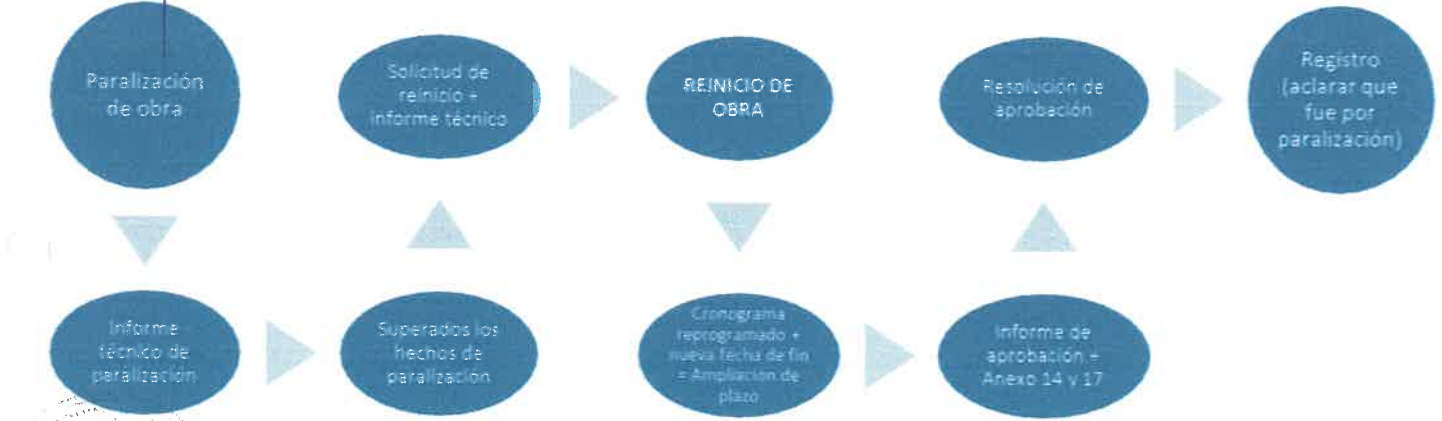 Paralización
de obra
Informe
técnico de
paralización
Superados los
hechos de
paralización
Solicitud de
reinicio +
informe técnico
REINICIO DE
OBRA
Cronograma
reprogramado +
nueva fecha de fin
= Ampliación de
plazo
Informe de
aprobación +
Anexo 14 y 17
Resolución de
aprobación
Registro
(aclarar que
fue por
paralización)